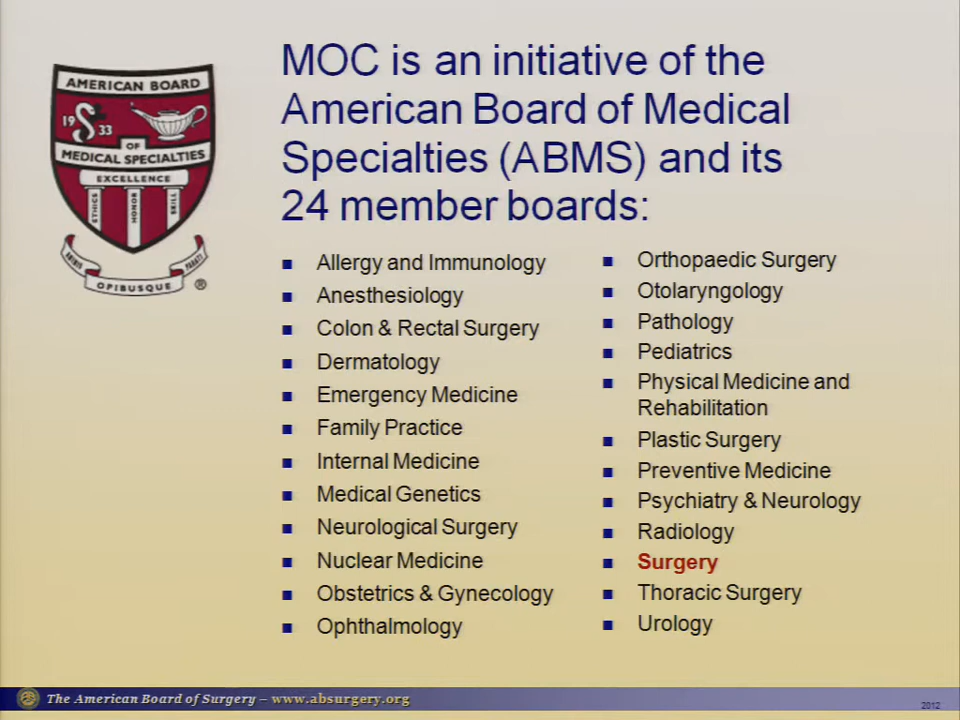 MOC is an initiative of the
American Board of Medical
Specialties (ABMS) and its
24 member boards:
AMERICAN BOARD
19 33
OF
MEDICAL SPECIALTIES
EXCELLENCE
ETHICS
HONOR
SKILL
ANIMIS
OPIBUSQUE
PARATI
®
Allergy and Immunology
Anesthesiology
Colon & Rectal Surgery
Dermatology
Emergency Medicine
Family Practice
Internal Medicine
Medical Genetics
Neurological Surgery
Nuclear Medicine
Obstetrics & Gynecology
Ophthalmology
Orthopaedic Surgery
Otolaryngology
Pathology
Pediatrics
Physical Medicine and
Rehabilitation
Plastic Surgery
Preventive Medicine
Psychiatry & Neurology
Radiology
Surgery
Thoracic Surgery
Urology
The American Board of Surgery – www.absurgery.org
2012